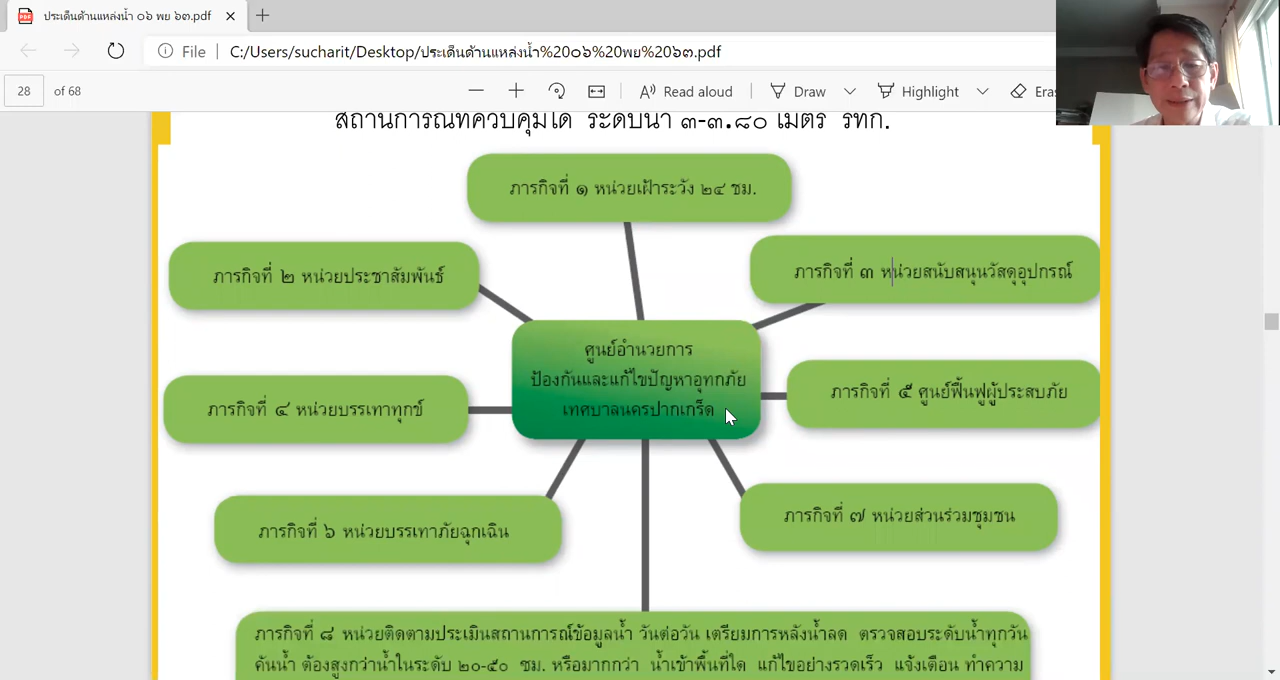 ประเด็นด้านแหล่งน้ำ ๐๖ พย ๖๓.pdf
File
C:/Users/sucharit/Desktop/ประเด็นด้านแหล่งน้ำ%20๐๖%20พย%20๖๓.pdf
28 of 68
Read aloud
Draw
Highlight
Eras
สถานการณ์ที่ควบคุมได้ ระดับน้ำ ๓-๓.๘๐ เมตร รทก.
ภารกิจที่ ๑ หน่วยเฝ้าระวัง ๒๔ ชม.
ภารกิจที่ ๒ หน่วยประชาสัมพันธ์
ภารกิจที่ ๓ หน่วยสนับสนุนวัสดุอุปกรณ์
ศูนย์อำนวยการ
ป้องกันและแก้ไขปัญหาอุทกภัย
เทศบาลนครปากเกร็ด
ภารกิจที่ ๔ หน่วยบรรเทาทุกข์
ภารกิจที่ ๕ ศูนย์ฟื้นฟูผู้ประสบภัย
ภารกิจที่ ๖ หน่วยบรรเทาภัยฉุกเฉิน
ภารกิจที่ ๗ หน่วยส่วนร่วมชุมชน
ภารกิจที่ ๘ หน่วยติดตามประเมินสถานการณ์ข้อมูลน้ำ วันต่อวัน เตรียมการหลังน้ำลด ตรวจสอบระดับน้ำทุกวัน
คันน้ำ ต้องสูงกว่าน้ำในระดับ ๒๐-๕๐ ซม. หรือมากกว่า น้ำเข้าพื้นที่ใด แก้ไขอย่างรวดเร็ว แจ้งเตือน ทำความ